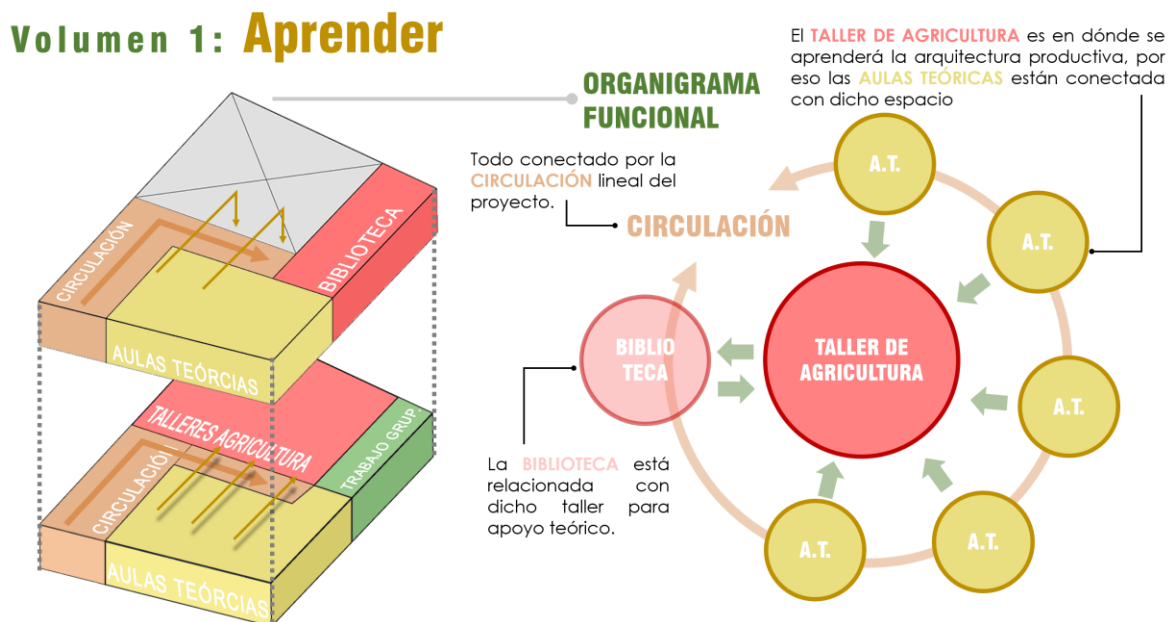 Volumen 1: Aprender
ORGANIGRAMA
FUNCIONAL
El TALLER DE AGRICULTURA es en dónde se
aprenderá la arquitectura productiva, por
eso las AULAS TEÓRICAS están conectada
con dicho espacio
Todo conectado por la
CIRCULACIÓN lineal del
proyecto.
CIRCULACIÓN
A.T.
A.T.
A.T.
A.T.
A.T.
BIBLIO
TECA
TALLER DE
AGRICULTURA
La BIBLIOTECA está
relacionada con
dicho taller para
apoyo teórico.
CIRCULACIÓN
BIBLIOTECA
AULAS TEÓRCIAS
TALLERES AGRICULTURA
TRABAJO GRUP.
CIRCULACIÓN
AULAS TEÓRCIAS